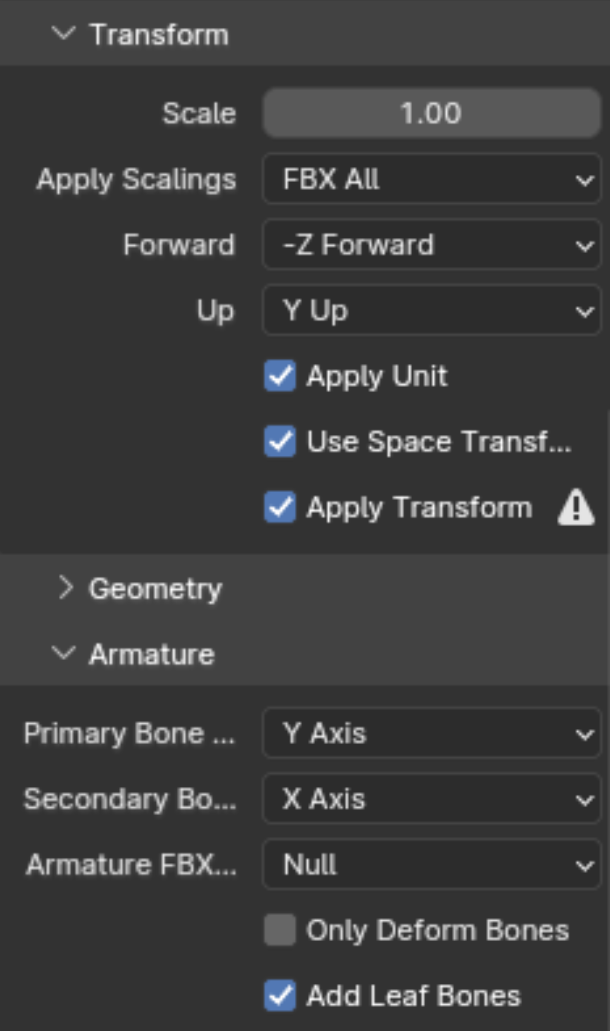 Transform
Scale 1.00
Apply Scalings FBX All
Forward -Z Forward
Up Y Up
Apply Unit
Use Space Transf...
Apply Transform
Geometry
Armature
Primary Bone ... Y Axis
Secondary Bo... X Axis
Armature FBX... Null
Only Deform Bones
Add Leaf Bones